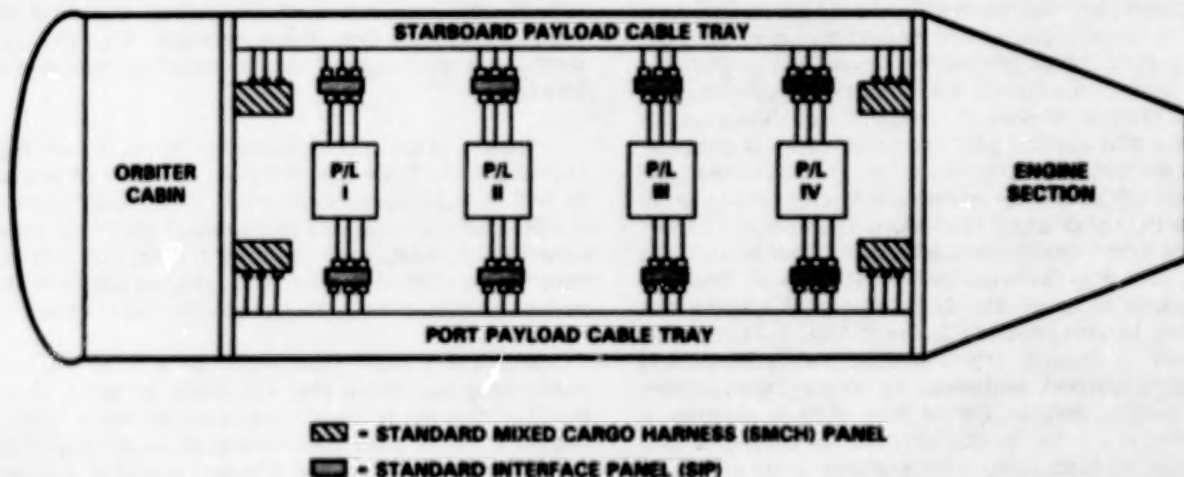 STARBOARD PAYLOAD CABLE TRAY
ORBITER
CABIN
P/L
I
P/L
II
P/L
III
P/L
IV
ENGINE
SECTION
PORT PAYLOAD CABLE TRAY
= STANDARD MIXED CARGO HARNESS (SMCH) PANEL
= STANDARD INTERFACE PANEL (SIP)